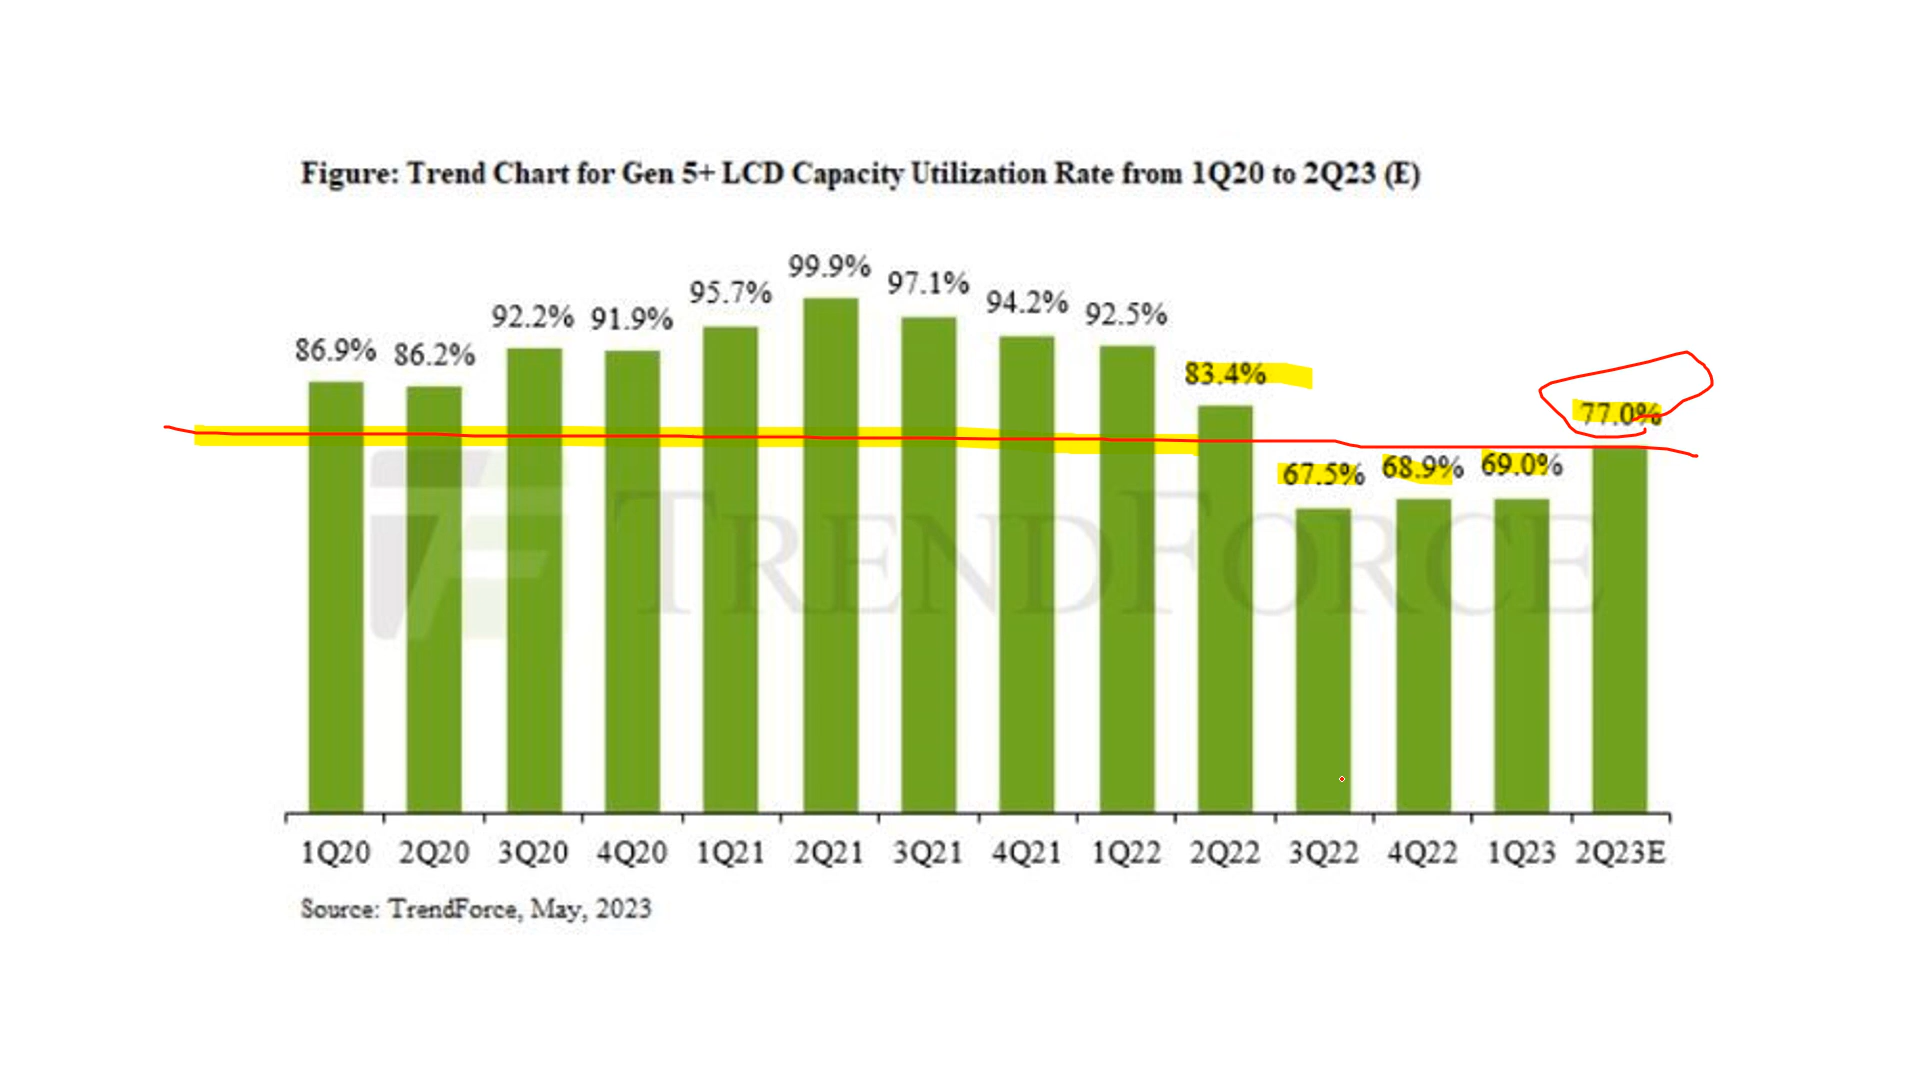 Figure: Trend Chart for Gen 5+ LCD Capacity Utilization Rate from 1Q20 to 2Q23 (E)
86.9% 86.2% 92.2% 91.9% 95.7% 99.9% 97.1% 94.2% 92.5% 83.4% 67.5% 68.9% 69.0% 77.0%
TRENDFORCE
1Q20 2Q20 3Q20 4Q20 1Q21 2Q21 3Q21 4Q21 1Q22 2Q22 3Q22 4Q22 1Q23 2Q23E
Source: TrendForce, May, 2023